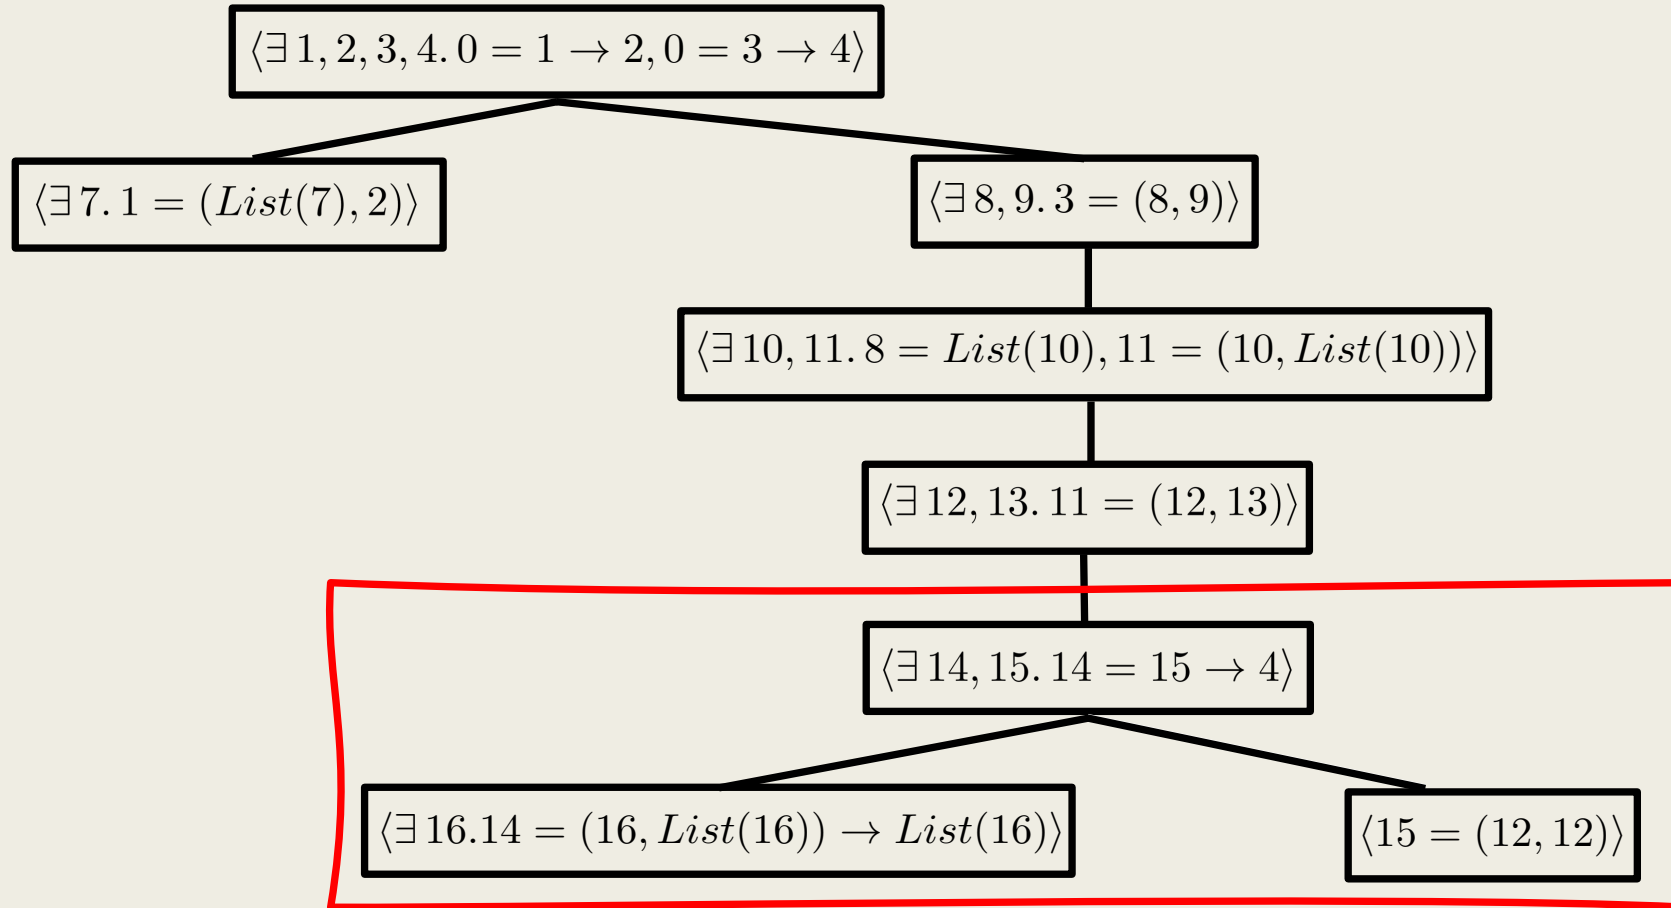 ⟨∃ 1, 2, 3, 4. 0 = 1 → 2, 0 = 3 → 4⟩
⟨∃ 7. 1 = (List(7), 2)⟩
⟨∃ 8, 9. 3 = (8, 9)⟩
⟨∃ 10, 11. 8 = List(10), 11 = (10, List(10))⟩
⟨∃ 12, 13. 11 = (12, 13)⟩
⟨∃ 14, 15. 14 = 15 → 4⟩
⟨∃ 16.14 = (16, List(16)) → List(16)⟩
⟨15 = (12, 12)⟩